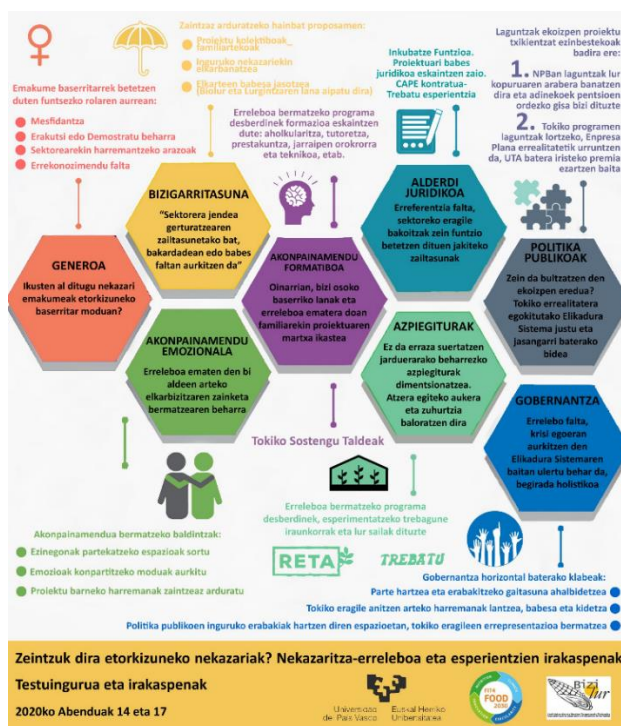 Emakume baserritarrek betetzen
duten funtsezko rolaren aurrean:
Mesfidantza
Erakutsi edo Demostratu beharra
Sektorearekin harremantzeko arazoak
Errekonozimendu falta
GENEROA
Ikusten al ditugu nekazari
emakumeak etorkizuneko
baserritar moduan?
Zaintzaz arduratzeko hainbat proposamen:
Proiektu kolektiboak_
familiartekoak
Inguruko nekazariekin
elkarbanatzea
Elkarteen babesa jasotzea
(Biolur eta Lurgntzaren lana aipatu dira)
BIZIGARRITASUNA
“Sektorera jendea
gerturatzearen
zailtasunetako bat,
bakardadean edo babes
faltan aurkitzen da”
Erreleboa bermatzeko programa
desberdinek formazioa eskaintzen
dute: aholkularitza, tutoretza,
prestakuntza, jarraipen orokrorra
eta teknikoa, etab.
AKONPAINAMENDU
FORMATIBOA
Oinarrian, bizi osoko
baserriko lanak eta
erreleboa ematera doan
familiarekin proiektuaren
martxa ikastea
Inkubatze Funtzioa.
Proiektuari babes
juridikoa eskaintzen zaio.
CAPE kontratua-
Trebatu esperientzia
ALDERDI
JURIDIKOA
Erreferentzia falta,
sektoreko eragile
bakoitzak zein funtzio
betetzen dituen jakiteko
zailtasunak
Laguntzak ekoizpen proiektu
txikientzat ezinbestekoak
badira ere:
1. NPBan laguntzak lur
kopuruaren arabera banatzen
dira eta adinekoek pentsioen
ordezko gisa bizi dituzte
2. Tokiko programen
laguntzak lortzeko, Enpresa
Plana errealitatetik urruntzen
da, UTA batera iristeko premia
ezartzen baita
POLITIKA
PUBLIKOAK
Zein da bultzatzen den
ekoizpen eredua?
Tokiko errealitatera
egokitutako Elikadura
Sistema justu eta
jasangarri baterako
bidea
AKONPAINAMENDU
EMOZIONALA
Erreleboa ematen den bi
aldeen arteko
elkarbizitzaren zainketa
bermatzearen beharra
AZPIEGITURAK
Ez da erraza suertatzen
jarduerarako beharrezko
azpiegiturak
dimentsionatzea.
Atzera egiteko aukera
eta zuhurtzia
baloratzen dira
GOBERNANTZA
Errelebo falta,
krisi egoeran
aurkitzen den
Elikadura Sistemaren
baitan ulertu behar da,
begirada holistikoa
Tokiko Sostengu Taldeak
Akonpainamendua bermatzeko baldintzak:
Ezinegonak partekatzeko espazioak sortu
Emozioak konpartitzeko moduak aurkitu
Proiektu barneko harremanak zaintzeaz arduratu
Erreleboa bermatzeko programa
desberdinek, esperimentatzeko trebagune
iraunkorrak eta lur sailak dituzte
RETA
TREBATU
Gobernantza horizontal baterako klabeak:
Parte hartzea eta erabakitzeko gaitasuna ahalbidetzea
Tokiko eragile anitzen arteko harremanak lantzea, babesa eta kidetza
Politika publikoen inguruko erabakiak hartzen diren espazioetan, tokiko eragileen errepresentazioa bermatzea
Zeintzuk dira etorkizuneko nekazariak? Nekazaritza-erreleboa eta esperientzien irakaspenak
Testuingurua eta irakaspenak
2020ko Abenduak 14 eta 17
Universidad del País Vasco
Euskal Herriko Unibertsitatea
FIT4
FOOD
2030
Bizi
lur